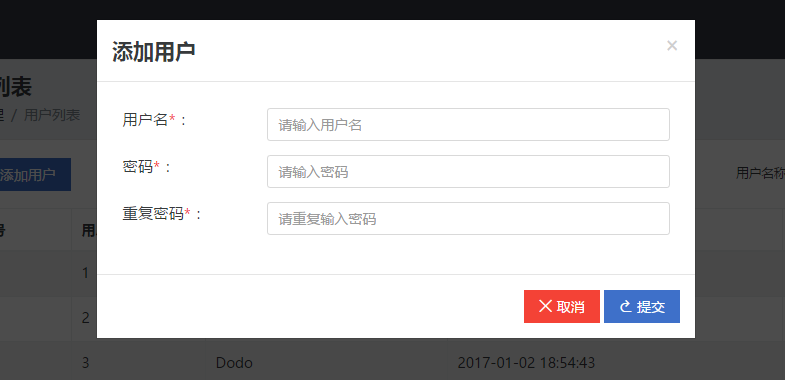 添加用户 ×
列表
/ 用户列表
添加用户
用户名称
用户名*：
请输入用户名
密码*：
请输入密码
重复密码*：
请重复输入密码
号 用
1
2
取消 提交
3 Dodo 2017-01-02 18:54:43